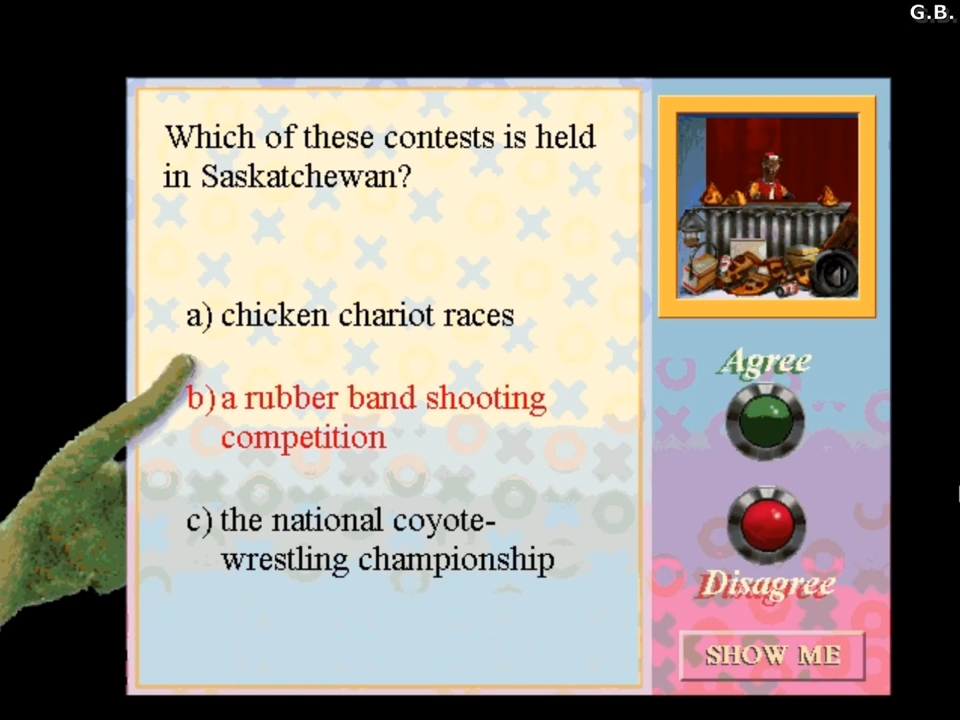 G.B.
Which of these contests is held
in Saskatchewan?
a) chicken chariot races
b) a rubber band shooting
competition
c) the national coyote-
wrestling championship
Agree
Disagree
SHOW ME